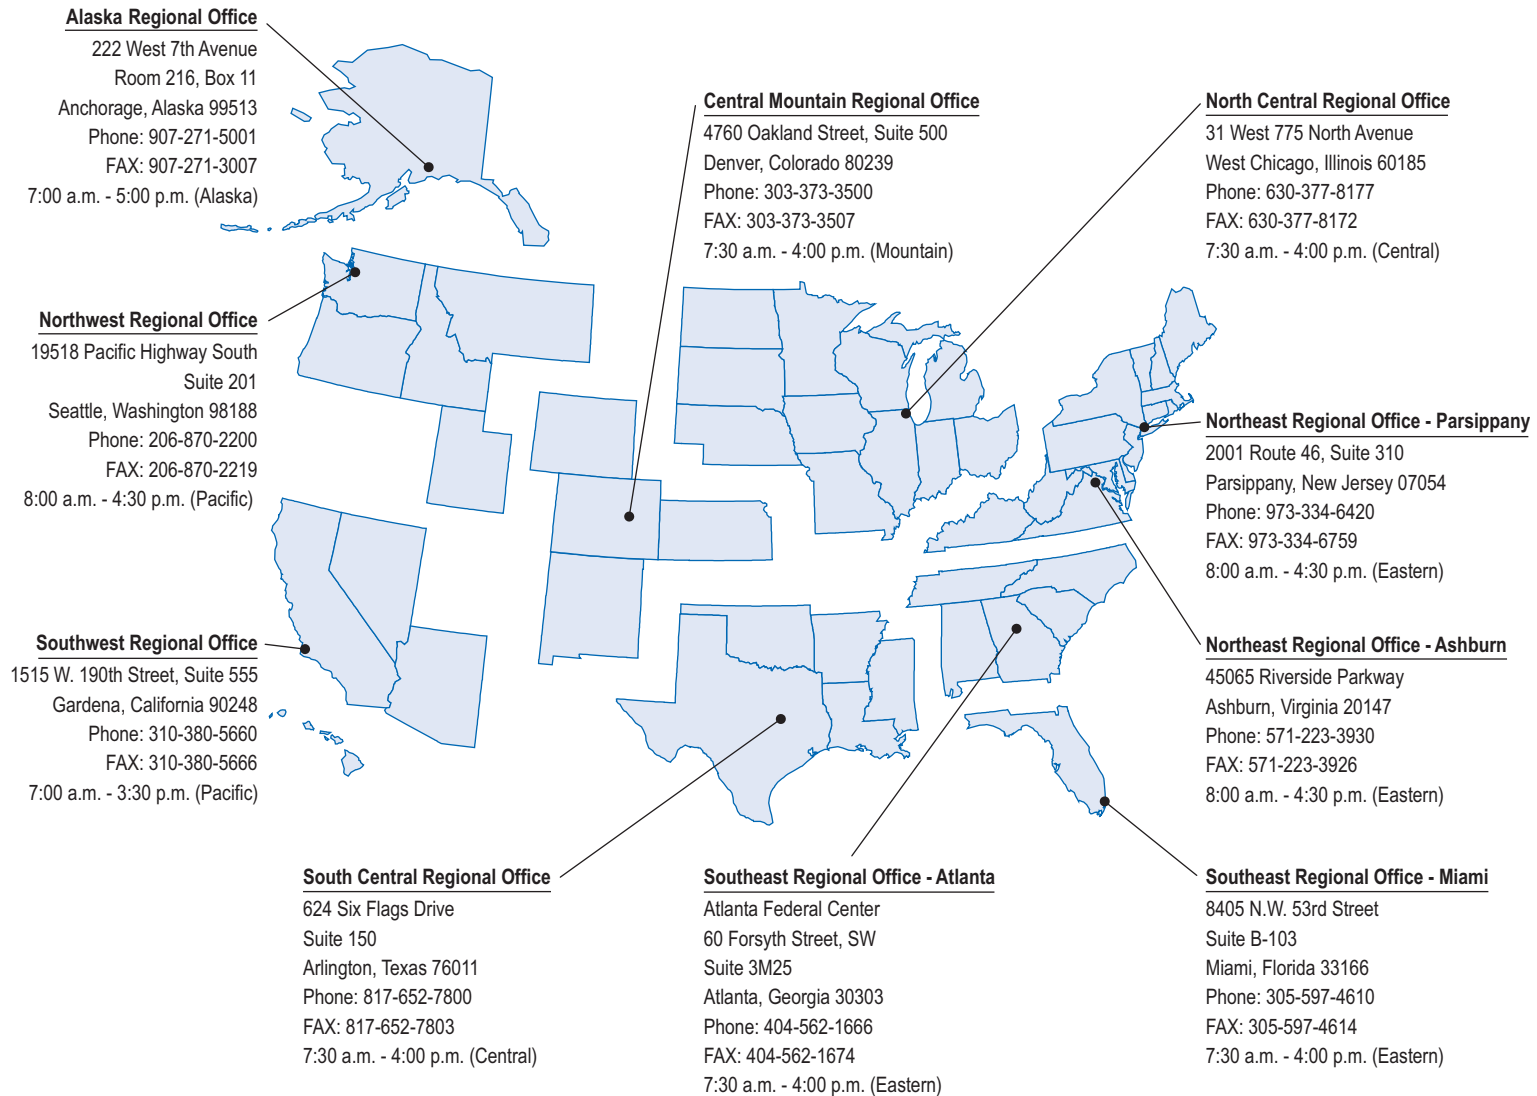 Alaska Regional Office
222 West 7th Avenue
Room 216, Box 11
Anchorage, Alaska 99513
Phone: 907-271-5001
FAX: 907-271-3007
7:00 a.m. - 5:00 p.m. (Alaska)
Central Mountain Regional Office
4760 Oakland Street, Suite 500
Denver, Colorado 80239
Phone: 303-373-3500
FAX: 303-373-3507
7:30 a.m. - 4:00 p.m. (Mountain)
North Central Regional Office
31 West 775 North Avenue
West Chicago, Illinois 60185
Phone: 630-377-8177
FAX: 630-377-8172
7:30 a.m. - 4:00 p.m. (Central)
Northwest Regional Office
19518 Pacific Highway South
Suite 201
Seattle, Washington 98188
Phone: 206-870-2200
FAX: 206-870-2219
8:00 a.m. - 4:30 p.m. (Pacific)
Northeast Regional Office - Parsippany
2001 Route 46, Suite 310
Parsippany, New Jersey 07054
Phone: 973-334-6420
FAX: 973-334-6759
8:00 a.m. - 4:30 p.m. (Eastern)
Southwest Regional Office
1515 W. 190th Street, Suite 555
Gardena, California 90248
Phone: 310-380-5660
FAX: 310-380-5666
7:00 a.m. - 3:30 p.m. (Pacific)
Northeast Regional Office - Ashburn
45065 Riverside Parkway
Ashburn, Virginia 20147
Phone: 571-223-3930
FAX: 571-223-3926
8:00 a.m. - 4:30 p.m. (Eastern)
South Central Regional Office
624 Six Flags Drive
Suite 150
Arlington, Texas 76011
Phone: 817-652-7800
FAX: 817-652-7803
7:30 a.m. - 4:00 p.m. (Central)
Southeast Regional Office - Atlanta
Atlanta Federal Center
60 Forsyth Street, SW
Suite 3M25
Atlanta, Georgia 30303
Phone: 404-562-1666
FAX: 404-562-1674
7:30 a.m. - 4:00 p.m. (Eastern)
Southeast Regional Office - Miami
8405 N.W. 53rd Street
Suite B-103
Miami, Florida 33166
Phone: 305-597-4610
FAX: 305-597-4614
7:30 a.m. - 4:00 p.m. (Eastern)